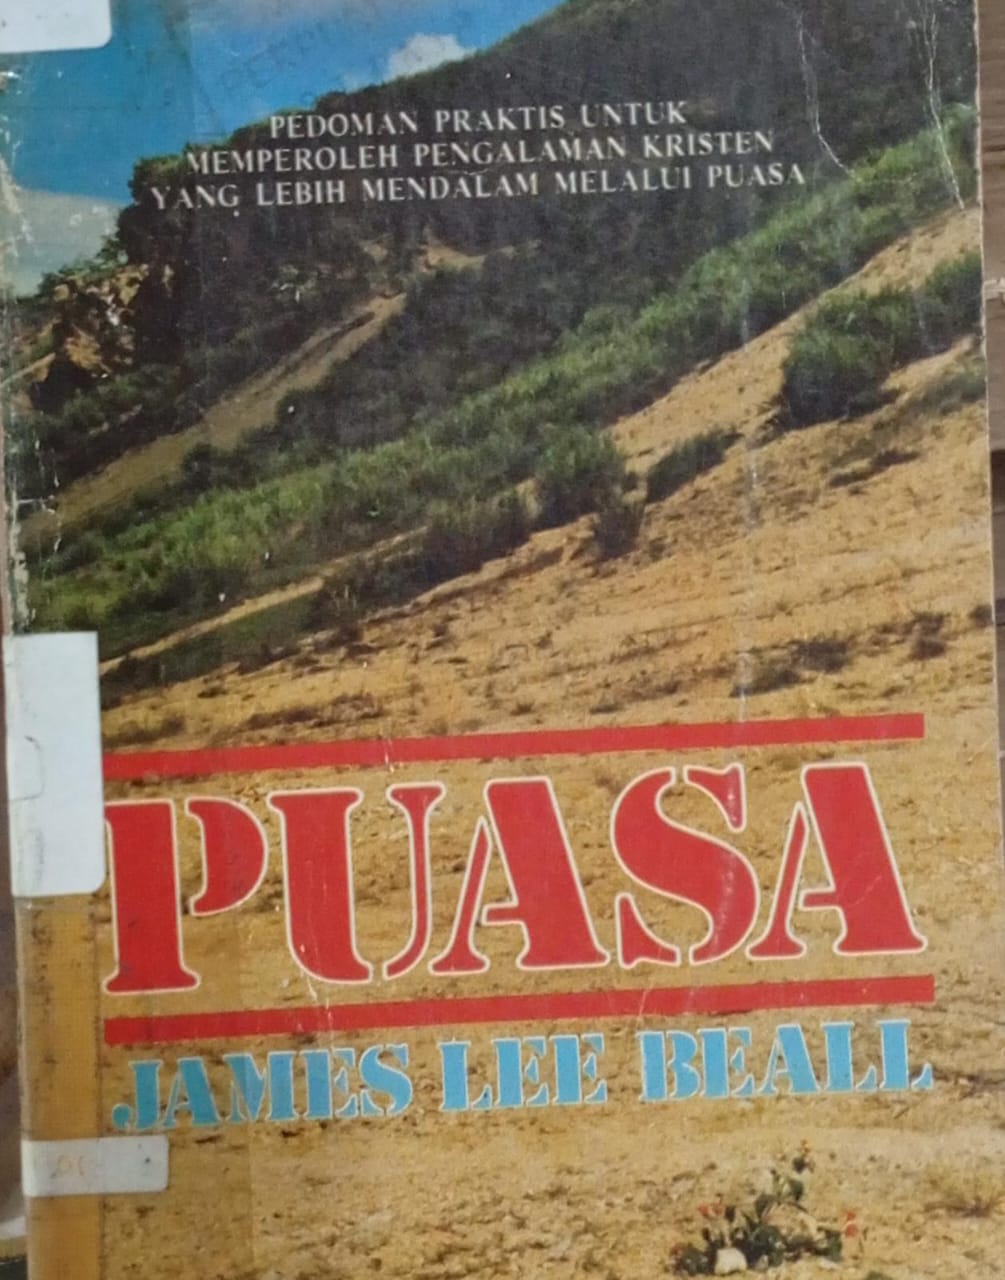 PEDOMAN PRAKTIS UNTUK
MEMPEROLEH PENGALAMAN KRISTEN
YANG LEBIH MENDALAM MELALUI PUASA
PUASA
JAMES LEE BEALL